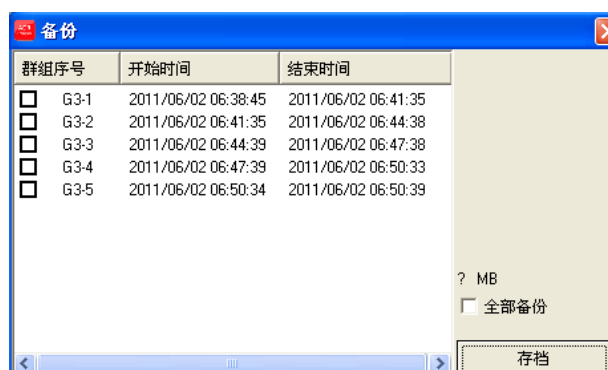 备份
群组序号 开始时间 结束时间
G3-1 2011/06/02 06:38:45 2011/06/02 06:41:35
G3-2 2011/06/02 06:41:35 2011/06/02 06:44:38
G3-3 2011/06/02 06:44:39 2011/06/02 06:47:38
G3-4 2011/06/02 06:47:39 2011/06/02 06:50:33
G3-5 2011/06/02 06:50:34 2011/06/02 06:50:39
? MB
全部备份
存档